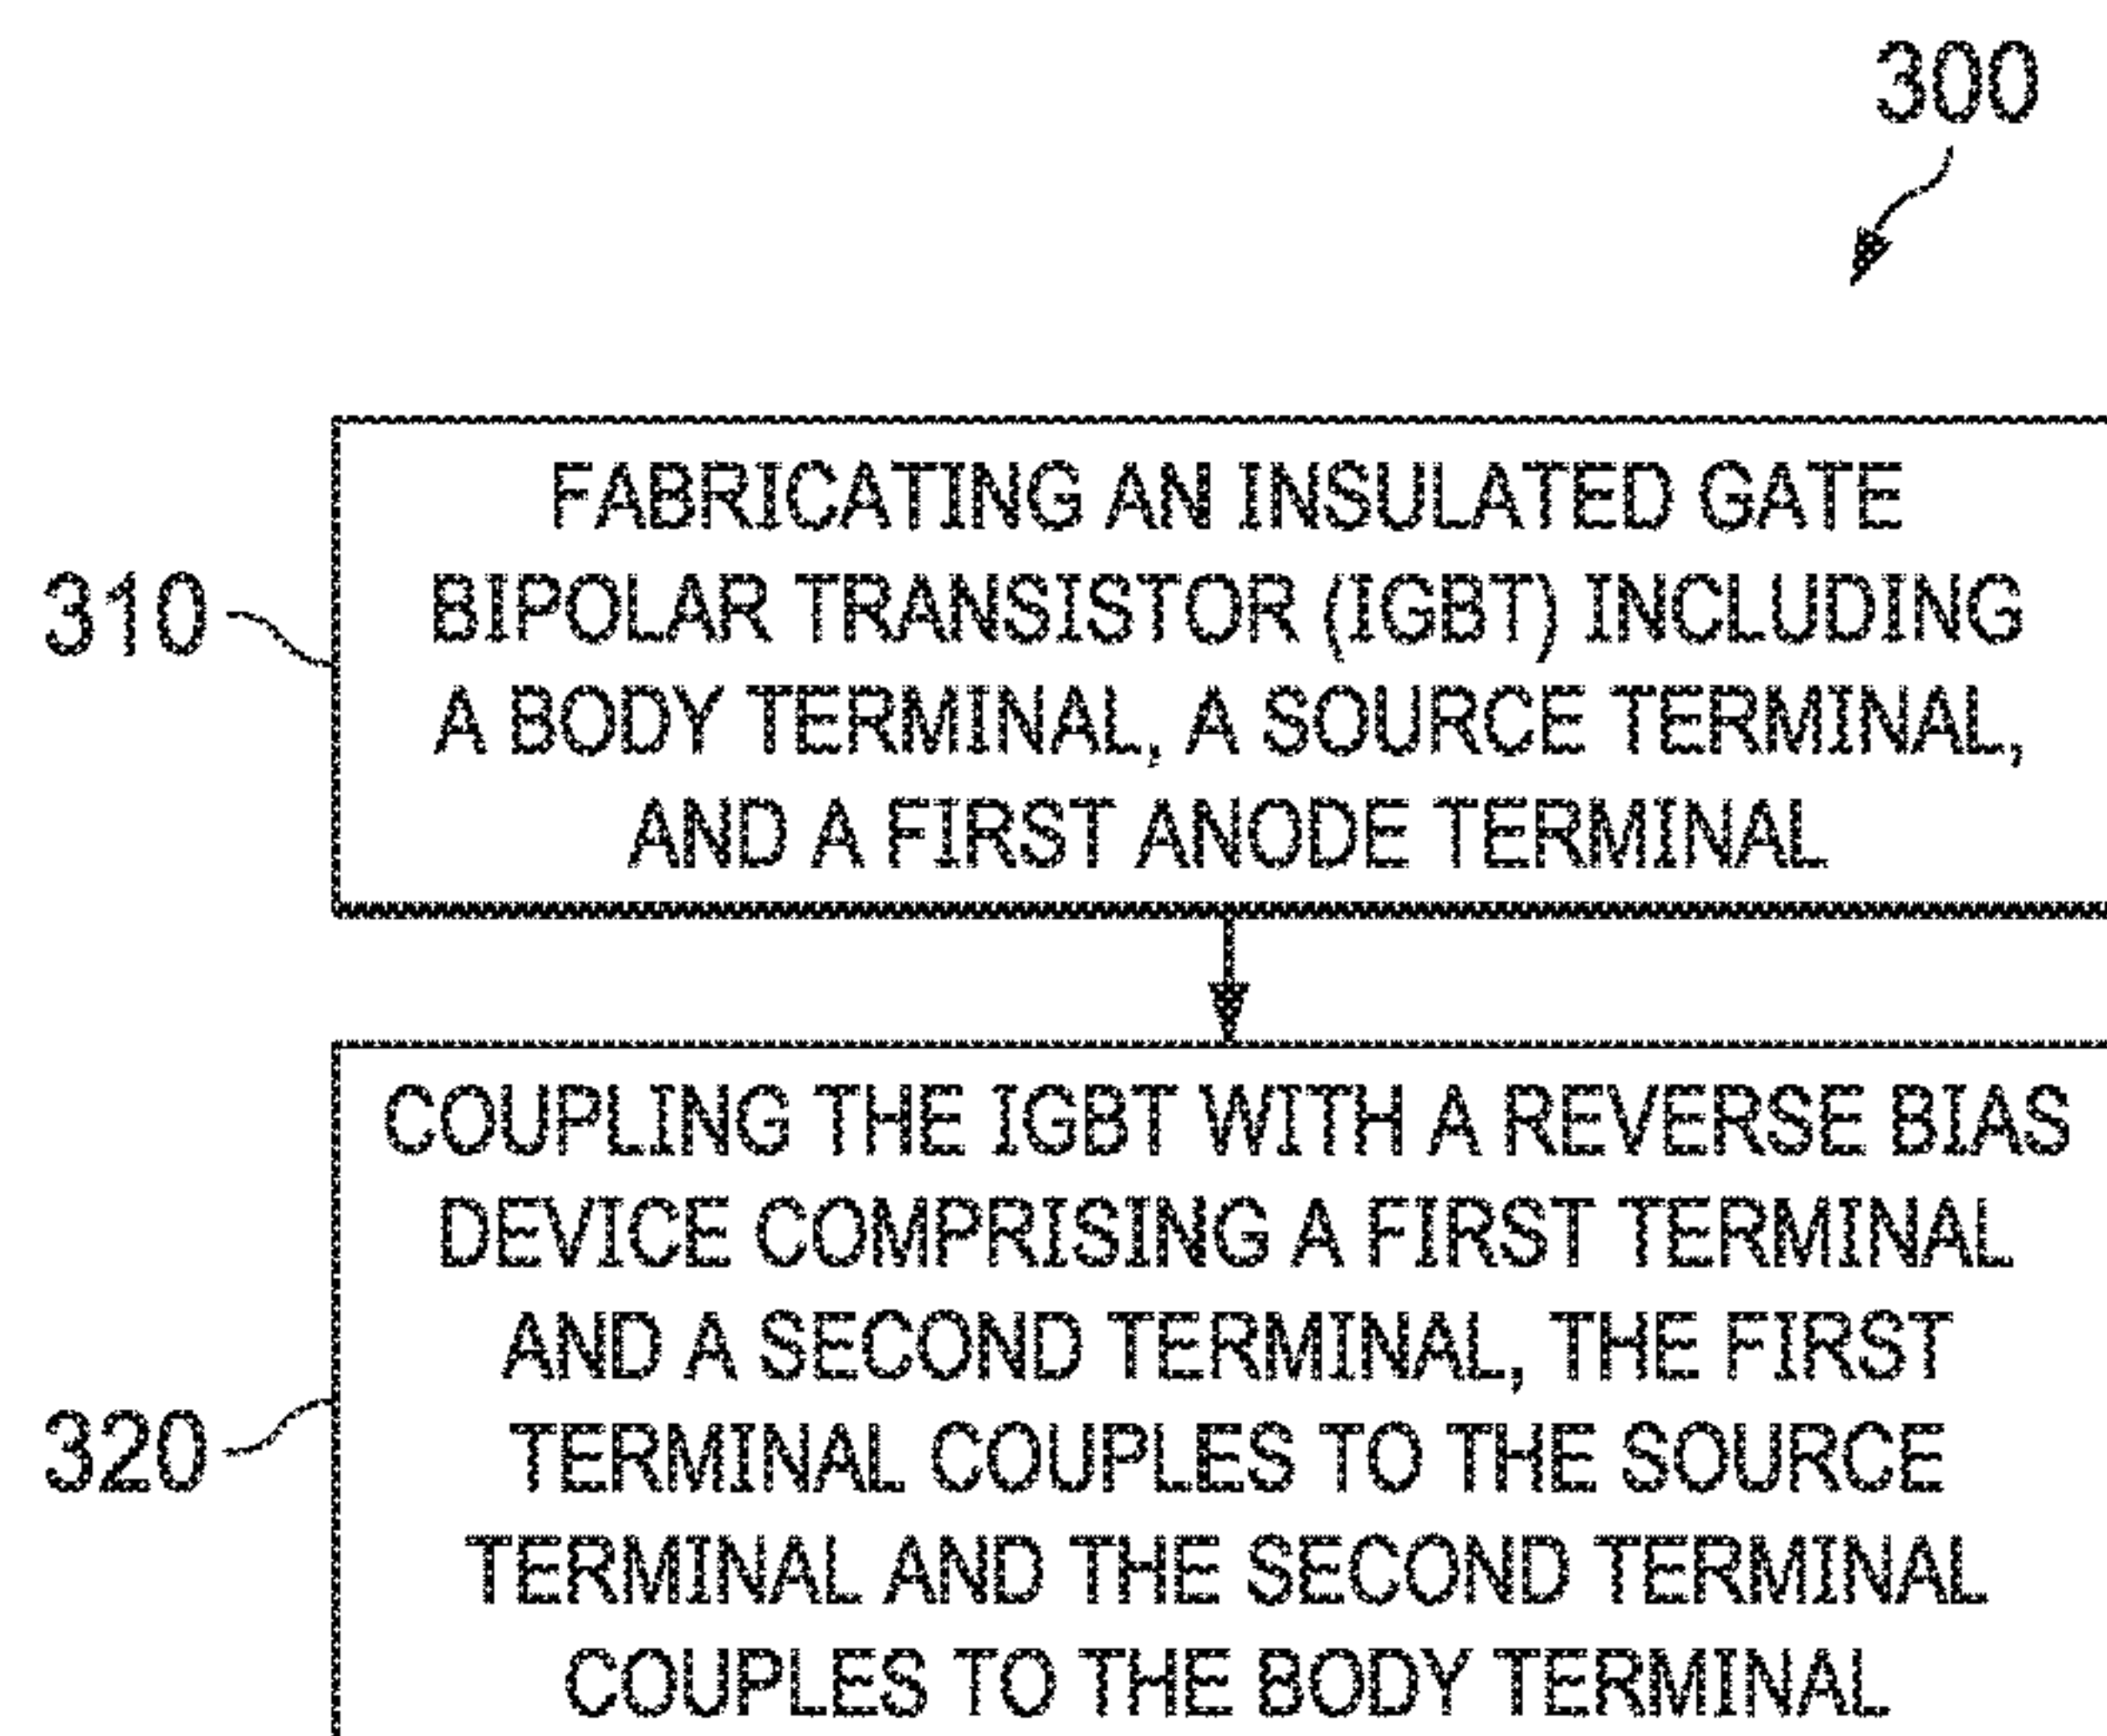 300
310
FABRICATING AN INSULATED GATE
BIPOLAR TRANSISTOR (IGBT) INCLUDING
A BODY TERMINAL, A SOURCE TERMINAL,
AND A FIRST ANODE TERMINAL
320
COUPLING THE IGBT WITH A REVERSE BIAS
DEVICE COMPRISING A FIRST TERMINAL
AND A SECOND TERMINAL, THE FIRST
TERMINAL COUPLES TO THE SOURCE
TERMINAL AND THE SECOND TERMINAL
COUPLES TO THE BODY TERMINAL